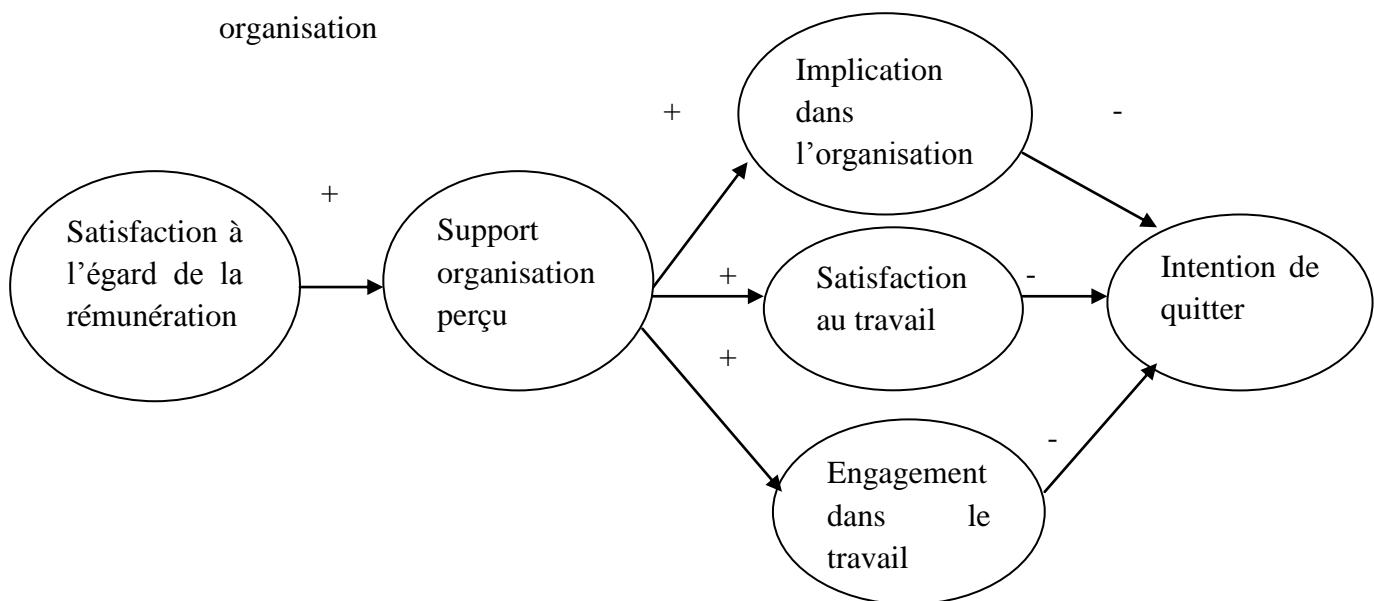 organisation
Implication
dans
l’organisation
+
-
+
Satisfaction à
l’égard de la
rémunération
Support
organisation
perçu
+
Satisfaction
au travail
-
Intention de
quitter
+
-
Engagement
dans le
travail